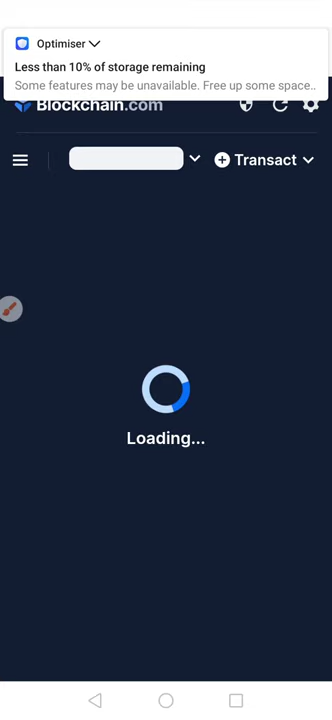 Optimiser
Less than 10% of storage remaining
Some features may be unavailable. Free up some space..
Blockchain.com
Transact
Loading...